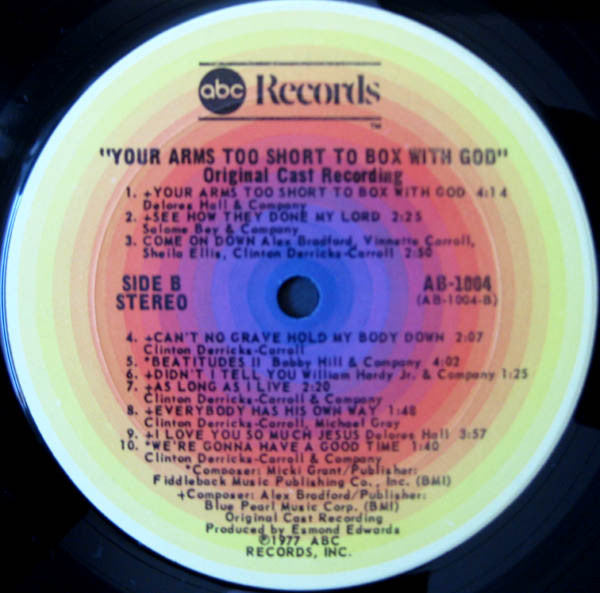 abc Records
TM
"YOUR ARMS TOO SHORT TO BOX WITH GOD"
Original Cast Recording
1. +YOUR ARMS TOO SHORT TO BOX WITH GOD 4:14
Delores Hall & Company
2. +SEE HOW THEY DONE MY LORD 2:25
Salome Bey & Company
3. COME ON DOWN Alex Bradford, Vinnette Carroll,
Sheila Ellis, Clinton Derricks-Carroll 2:50
SIDE B
STEREO
AB-1004
(AB-1004-B)
4. +CAN'T NO GRAVE HOLD MY BODY DOWN 2:07
Clinton Derricks-Carroll
5. *BEATITUDES II Bobby Hill & Company 4:02
6. +DIDN'T I TELL YOU William Hardy Jr. & Company 1:25
7. +AS LONG AS I LIVE 2:20
Clinton Derricks-Carroll & Company
8. +EVERYBODY HAS HIS OWN WAY 1:48
Clinton Derricks-Carroll, Michael Gray
9. +I LOVE YOU SO MUCH JESUS Delores Hall 3:57
10. *WE'RE GONNA HAVE A GOOD TIME 1:40
Clinton Derricks-Carroll & Company
*Composer: Micki Grant/Publisher:
Fiddleback Music Publishing Co., Inc. (BMI)
+Composer: Alex Bradford/Publisher:
Blue Pearl Music Corp. (BMI)
Original Cast Recording
Produced by Esmond Edwards
℗1977 ABC
RECORDS, INC.